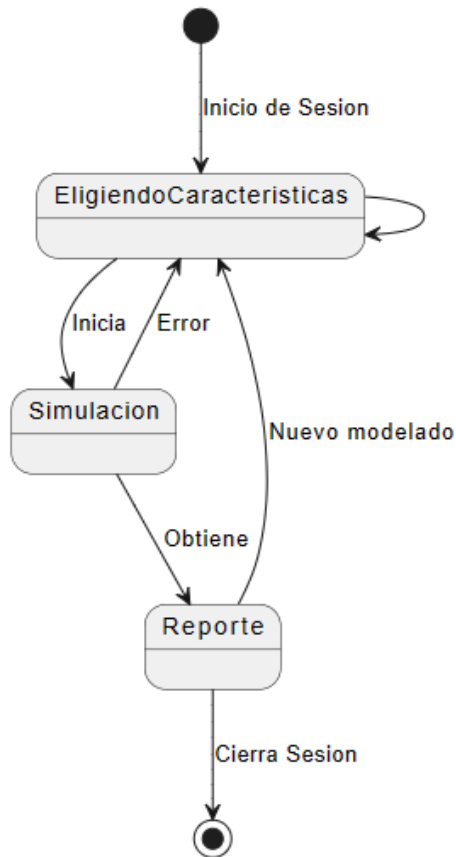 Inicio de Sesion
EligiendoCaracteristicas
Inicia
Error
Simulacion
Nuevo modelado
Obtiene
Reporte
Cierra Sesion